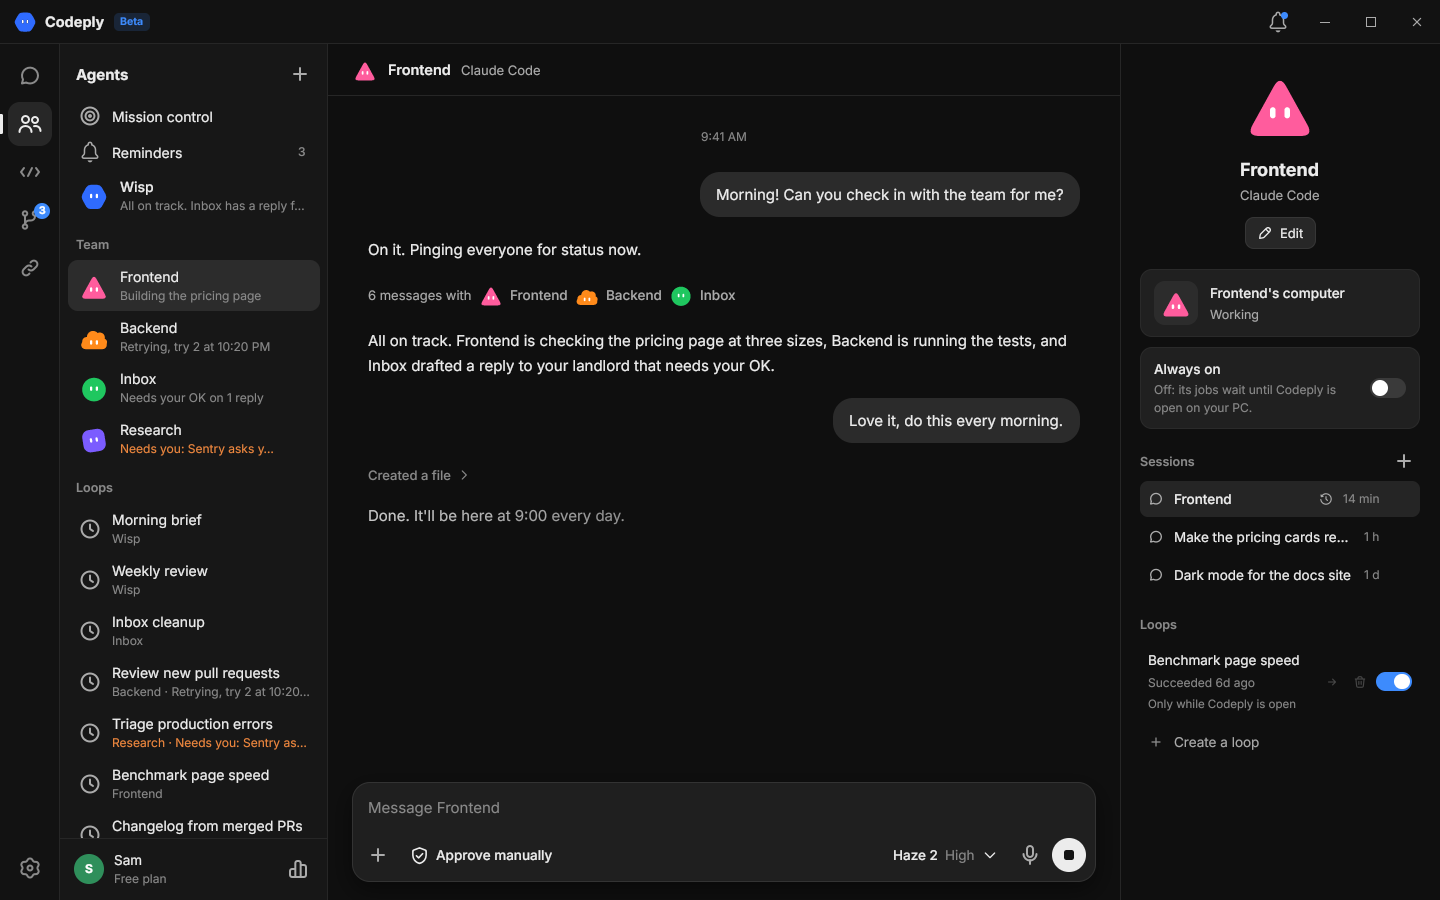 Codeply Beta
Agents
Mission control
Reminders 3
Wisp
All on track. Inbox has a reply f...
Team
Frontend
Building the pricing page
Backend
Retrying, try 2 at 10:20 PM
Inbox
Needs your OK on 1 reply
Research
Needs you: Sentry asks y...
Loops
Morning brief
Wisp
Weekly review
Wisp
Inbox cleanup
Inbox
Review new pull requests
Backend · Retrying, try 2 at 10:20...
Triage production errors
Research · Needs you: Sentry as...
Benchmark page speed
Frontend
Changelog from merged PRs
S
Sam
Free plan
3
Frontend Claude Code
9:41 AM
Morning! Can you check in with the team for me?
On it. Pinging everyone for status now.
6 messages with Frontend Backend Inbox
All on track. Frontend is checking the pricing page at three sizes, Backend is running the tests, and
Inbox drafted a reply to your landlord that needs your OK.
Love it, do this every morning.
Created a file
Done. It'll be here at 9:00 every day.
Message Frontend
Approve manually
Haze 2 High
Frontend
Claude Code
Edit
Frontend's computer
Working
Always on
Off: its jobs wait until Codeply is
open on your PC.
Sessions
Frontend 14 min
Make the pricing cards re... 1 h
Dark mode for the docs site 1 d
Loops
Benchmark page speed
Succeeded 6d ago
Only while Codeply is open
Create a loop